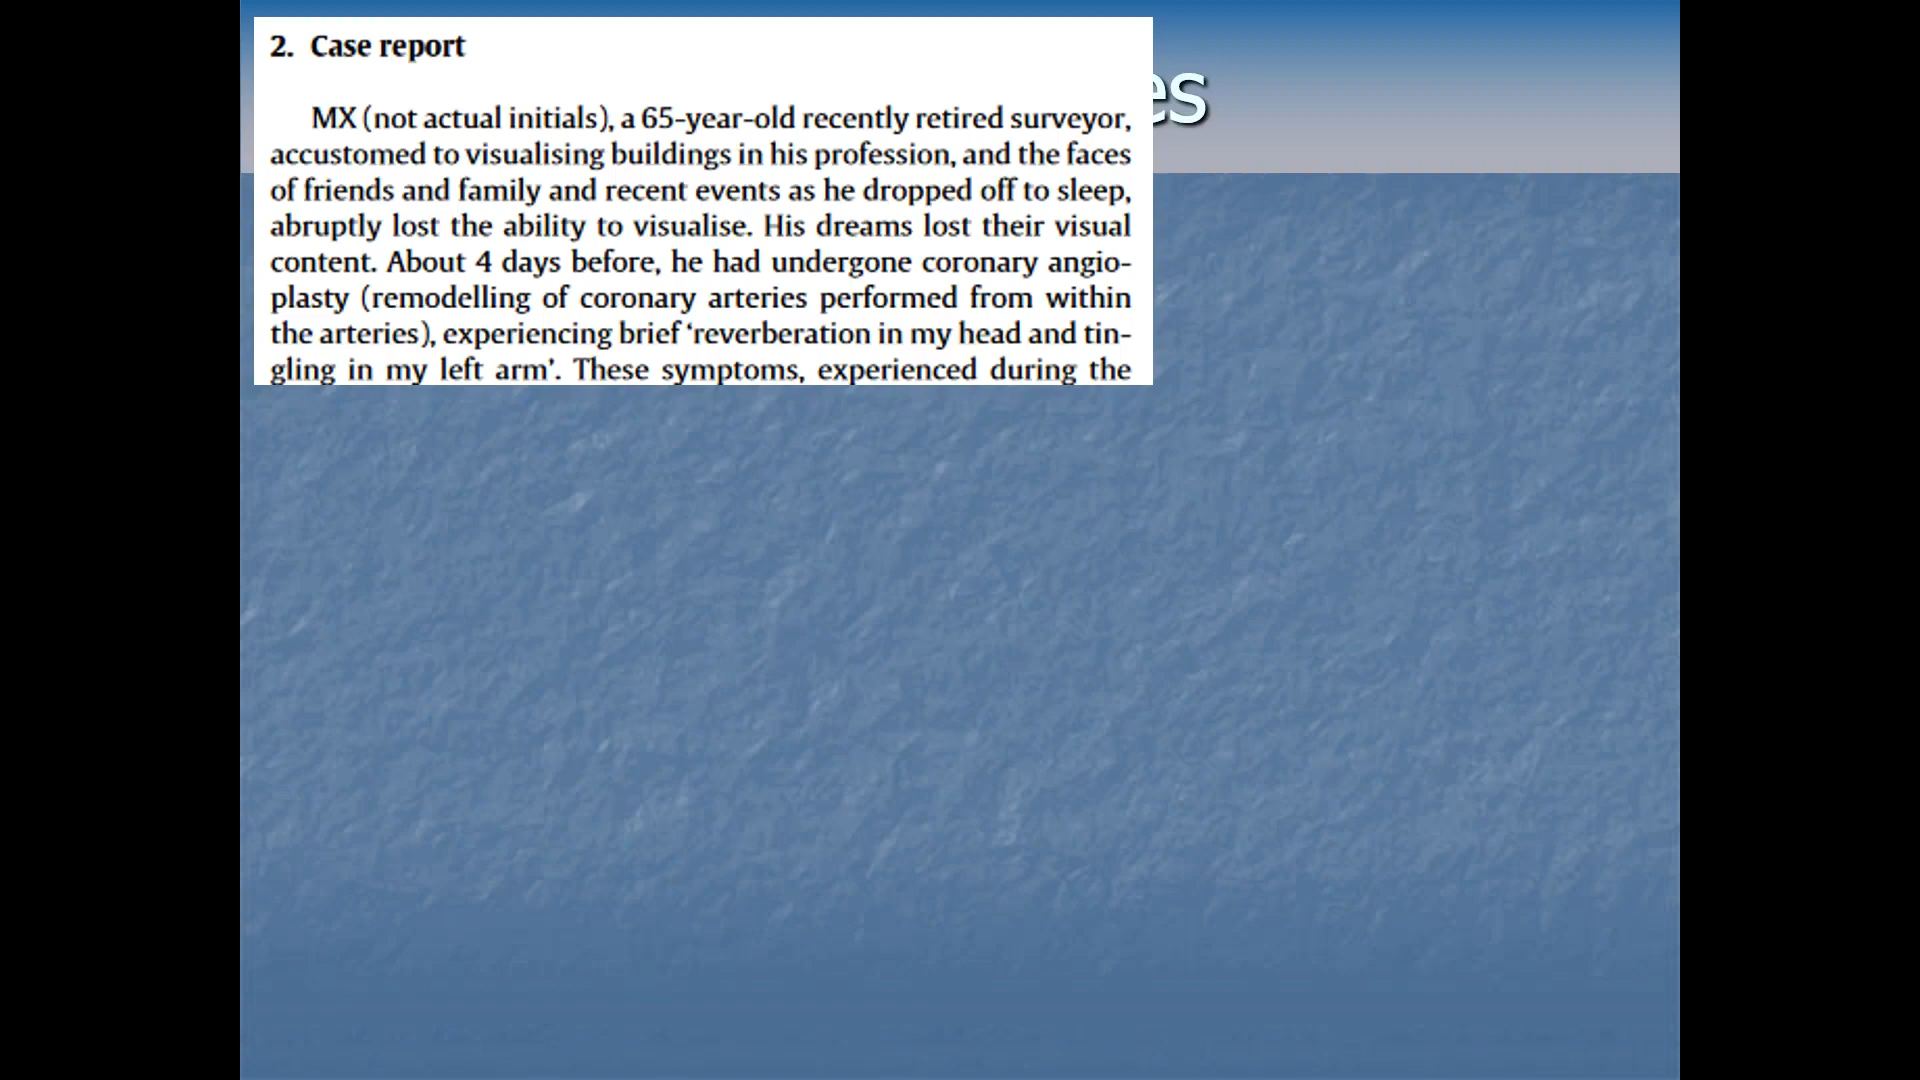 2. Case report
es
MX (not actual initials), a 65-year-old recently retired surveyor,
accustomed to visualising buildings in his profession, and the faces
of friends and family and recent events as he dropped off to sleep,
abruptly lost the ability to visualise. His dreams lost their visual
content. About 4 days before, he had undergone coronary angio-
plasty (remodelling of coronary arteries performed from within
the arteries), experiencing brief ‘reverberation in my head and tin-
gling in my left arm’. These symptoms, experienced during the